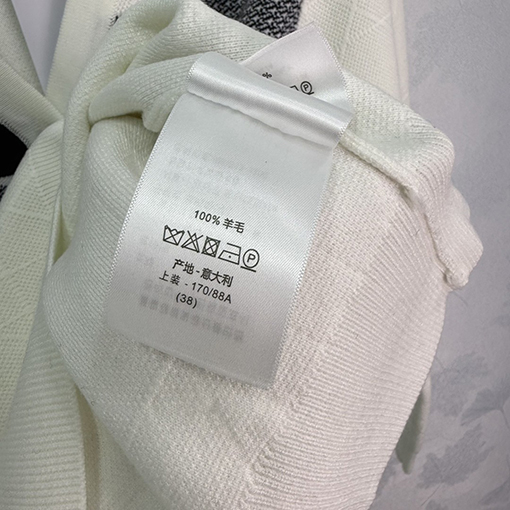 100% 羊毛
产地 - 意大利
上装 - 170/88A
(38)